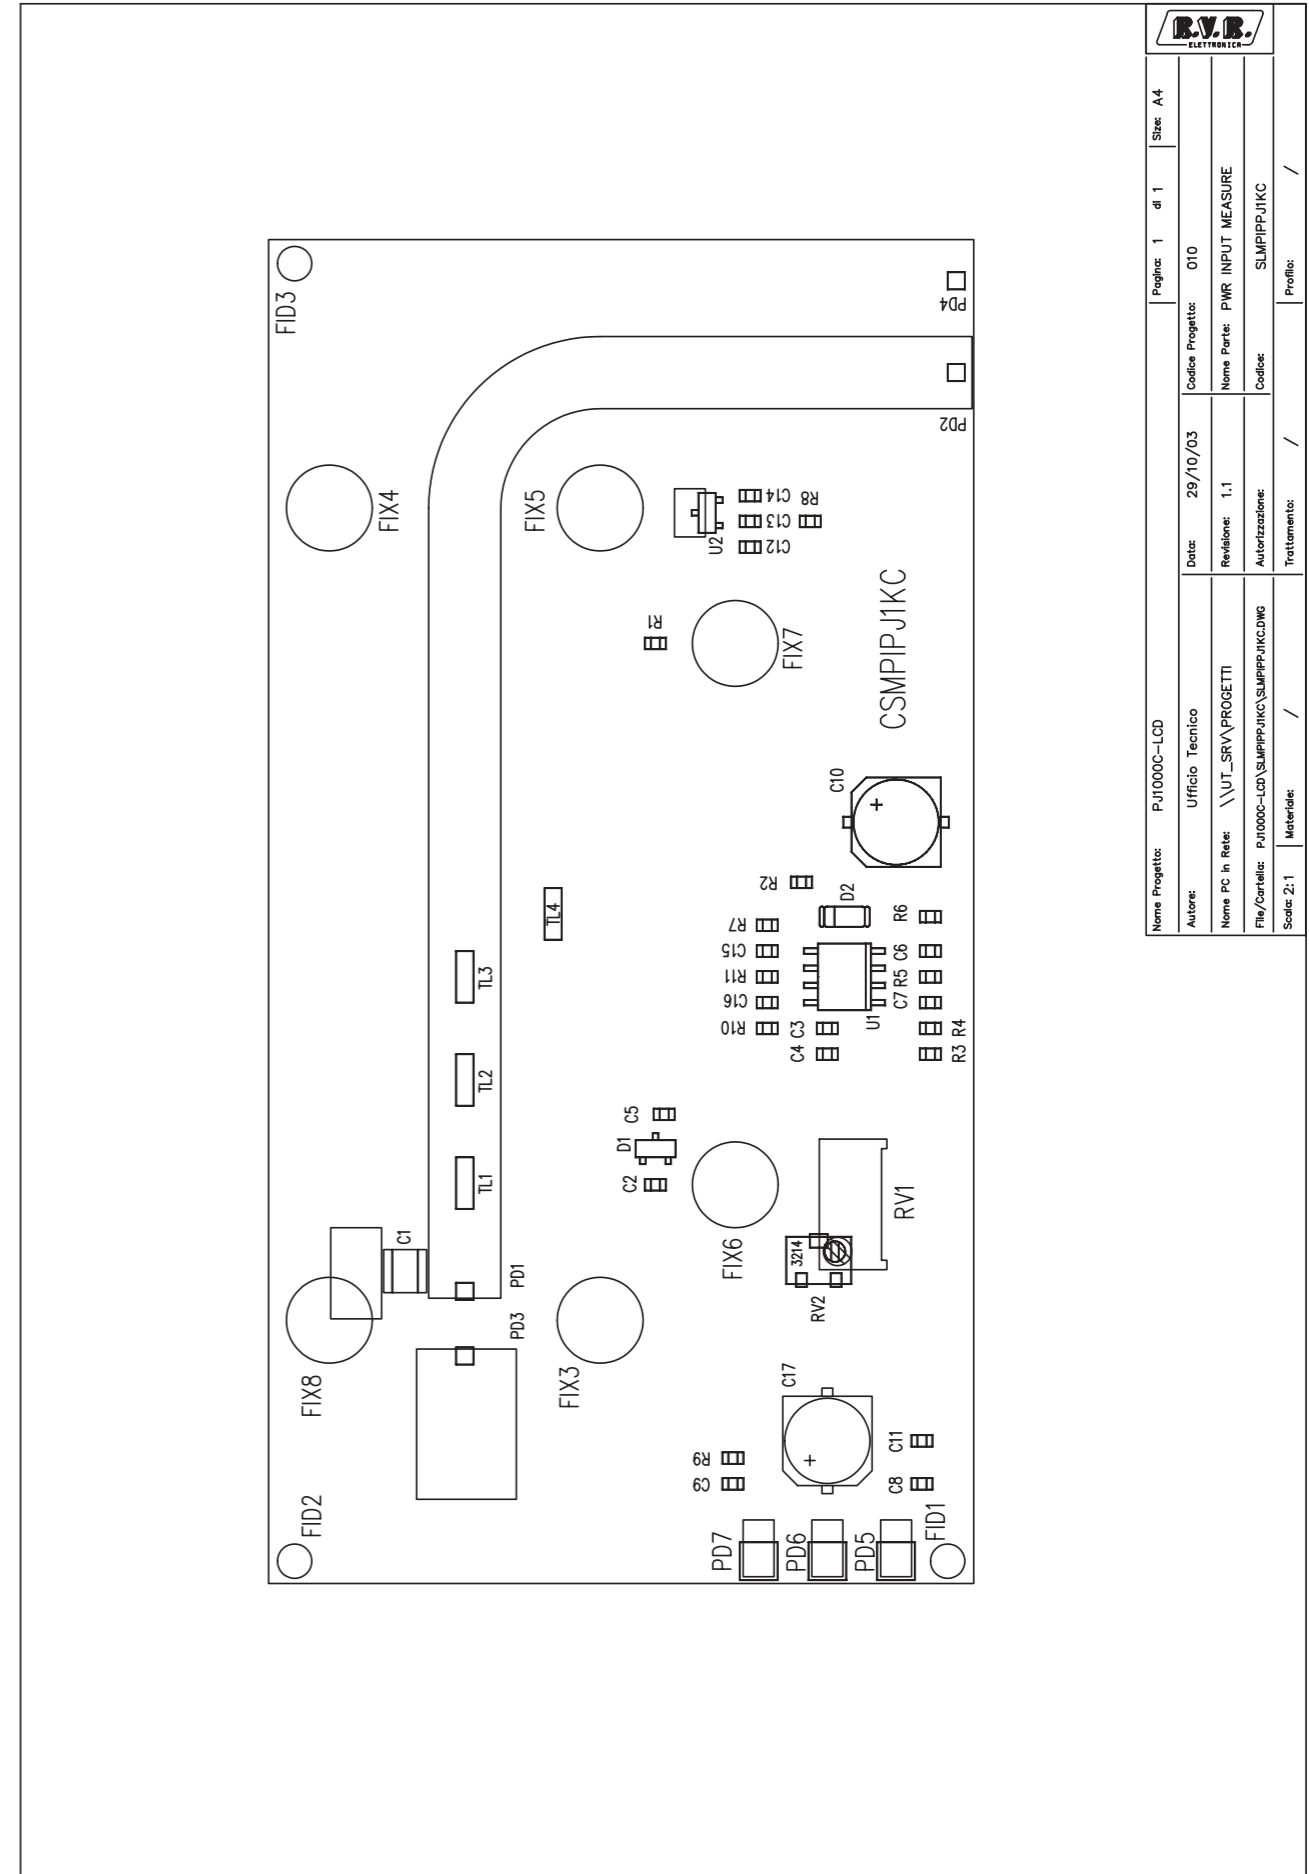 R.V.R.
ELETTRONICA
Nome Progetto: PJ1000C-LCD
Pagina: 1 di 1
Size: A4
Autore: Ufficio Tecnico
Data: 29/10/03
Codice Progetto: 010
Nome PC in Rete: \\UT_SRV\PROGETTI
Revisione: 1.1
Nome Parte: PWR INPUT MEASURE
File/Cartella: PJ1000C-LCD\SLMPIPPJ1KC\SLMPIPPJ1KC.DWG
Autorizzazione:
Codice: SLMPIPPJ1KC
Scala: 2:1
Materiale: /
Trattamento: /
Profilo: /
FID2
FIX8
C1
FIX4
FID3
PD3
PD1
TL1
TL2
TL3
TL4
FIX3
FIX5
C2
D1
C5
R1
U2
C12
C13
C14
R8
PD2
PD4
FIX6
FIX7
R9
C9
C17
RV2
3214
RV1
R10
C16
R11
C15
R7
R2
C4
C3
U1
D2
C10
C7
R5
C6
R6
R3
R4
CSMPIPJ1KC
PD7
PD6
PD5
C8
C11
FID1